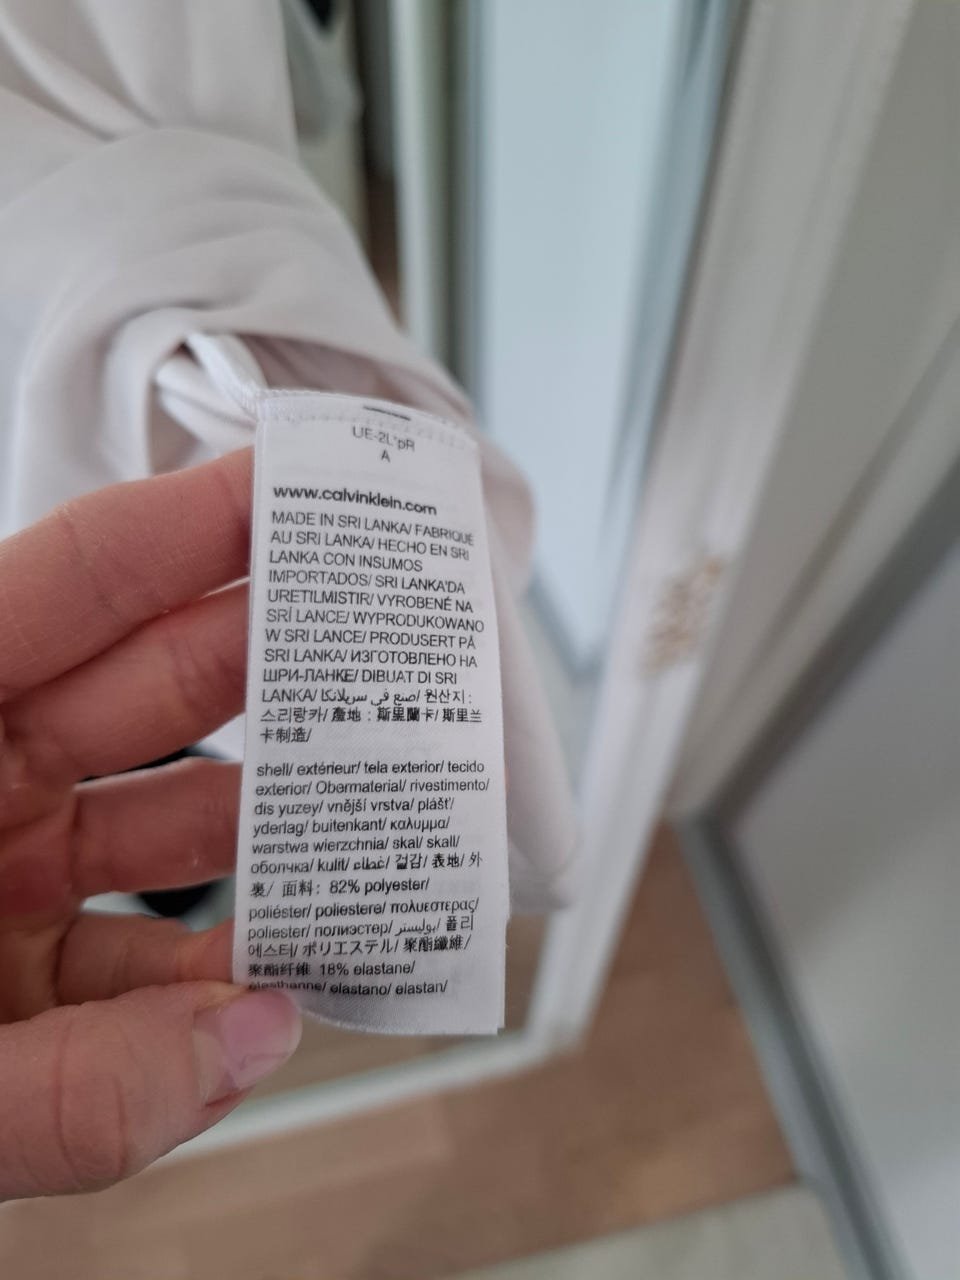 UE-2L*pR
A
www.calvinklein.com
MADE IN SRI LANKA/ FABRIQUÉ
AU SRI LANKA/ HECHO EN SRI
LANKA CON INSUMOS
IMPORTADOS/ SRI LANKA'DA
URETILMISTIR/ VYROBENÉ NA
SRÍ LANCE/ WYPRODUKOWANO
W SRI LANCE/ PRODUSERT PÅ
SRI LANKA/ ИЗГОТОВЛЕНО НА
ШРИ-ЛАНКЕ/ DIBUAT DI SRI
LANKA/ صنع في سريلانكا/ 원산지 :
스리랑카/ 產地 : 斯里蘭卡/ 斯里兰
卡制造/
shell/ extérieur/ tela exterior/ tecido
exterior/ Obermaterial/ rivestimento/
dis yuzey/ vnější vrstva/ plášť/
yderlag/ buitenkant/ καλυμμα/
warstwa wierzchnia/ skal/ skall/
оболчка/ kulit/ غطاء/ 겉감/ 表地/ 外
裏/ 面料: 82% polyester/
poliéster/ poliestere/ πολυεστερας/
poliester/ полиэстер/ بوليستر/ 폴리
에스터/ ポリエステル/ 聚酯纖維/
聚酯纤维 18% elastane/
élasthanne/ elastano/ elastan/